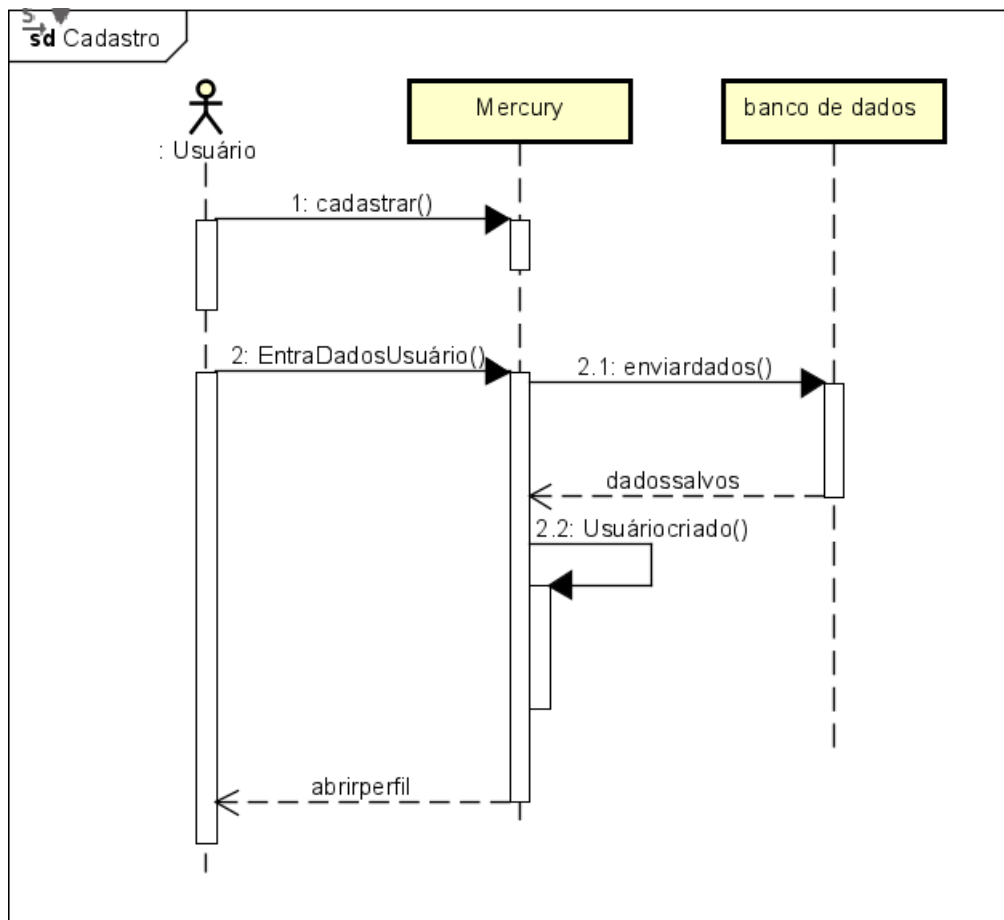 S
sd Cadastro
Mercury
banco de dados
: Usuário
1: cadastrar()
2: EntraDadosUsuário()
2.1: enviardados()
dadossalvos
2.2: Usuáriocriado()
abrirperfil